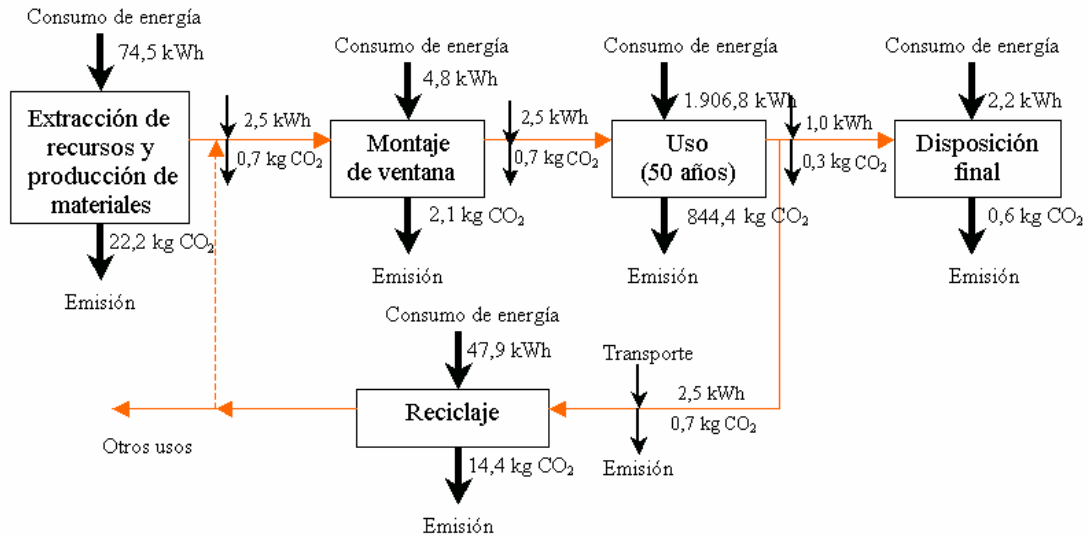 Consumo de energía
74,5 kWh
Extracción de
recursos y
producción de
materiales
22,2 kg CO₂
Emisión
2,5 kWh
0,7 kg CO₂
Consumo de energía
4,8 kWh
Montaje
de ventana
2,1 kg CO₂
Emisión
2,5 kWh
0,7 kg CO₂
Consumo de energía
1.906,8 kWh
Uso
(50 años)
844,4 kg CO₂
Emisión
1,0 kWh
0,3 kg CO₂
Consumo de energía
2,2 kWh
Disposición
final
0,6 kg CO₂
Emisión
Consumo de energía
47,9 kWh
Reciclaje
14,4 kg CO₂
Emisión
Transporte
2,5 kWh
0,7 kg CO₂
Emisión
Otros usos